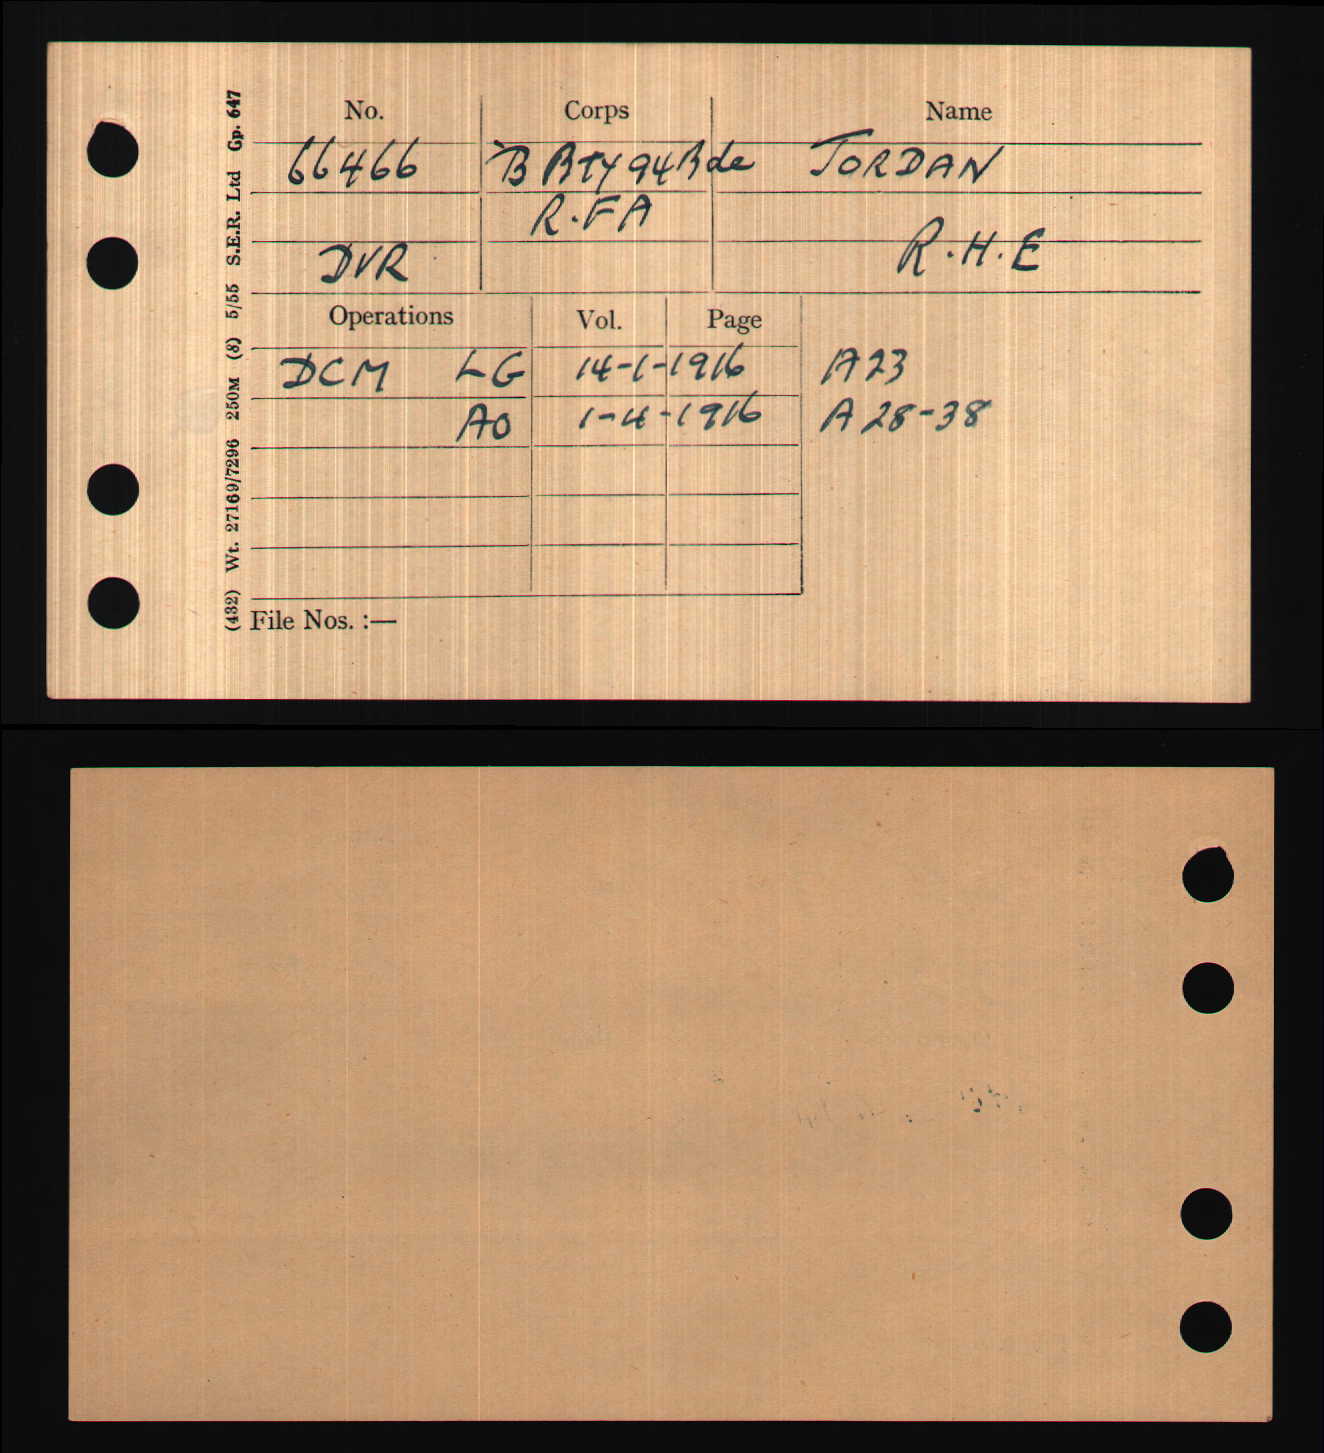 No. Corps Name
66466 B BTY 94 Bde JORDAN
R.FA
DVR R.H.E
Operations Vol. Page
DCM LG 14-1-1916 A23
AO 1-4-1916 A 28-38
File Nos. :—
(432) Wt. 27169/7296 250M (8) 5/55 S.E.R. Ltd Gp. 647